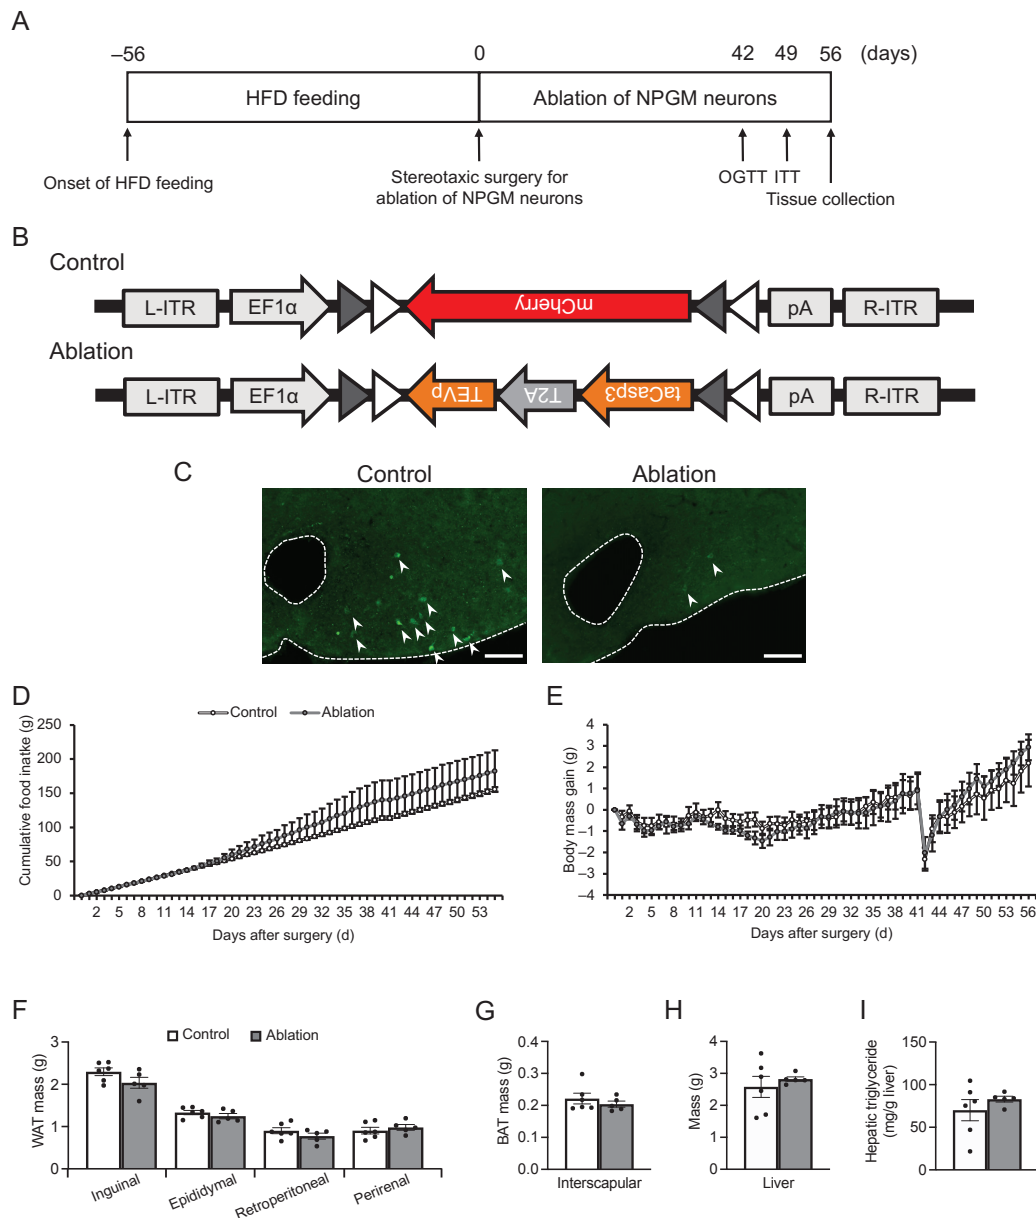 A
–56 0 42 49 56 (days)
HFD feeding Ablation of NPGM neurons
Onset of HFD feeding
Stereotaxic surgery for
ablation of NPGM neurons
OGTT ITT
Tissue collection
B
Control
L-ITR EF1α mCherry pA R-ITR
Ablation
L-ITR EF1α TEVp T2A taCasp3 pA R-ITR
C
Control Ablation
D
Control Ablation
Cumulative food inatke (g)
250
200
150
100
50
0
2 5 8 11 14 17 20 23 26 29 32 35 38 41 44 47 50 53
Days after surgery (d)
E
Body mass gain (g)
4
3
2
1
0
–1
–2
–3
–4
2 5 8 11 14 17 20 23 26 29 32 35 38 41 44 47 50 53 56
Days after surgery (d)
F
Control Ablation
WAT mass (g)
3
2
1
0
Inguinal Epididymal Retroperitoneal Perirenal
G
BAT mass (g)
0.4
0.3
0.2
0.1
0.0
Interscapular
H
Mass (g)
4
3
2
1
0
Liver
I
Hepatic triglyceride
(mg/g liver)
150
100
50
0